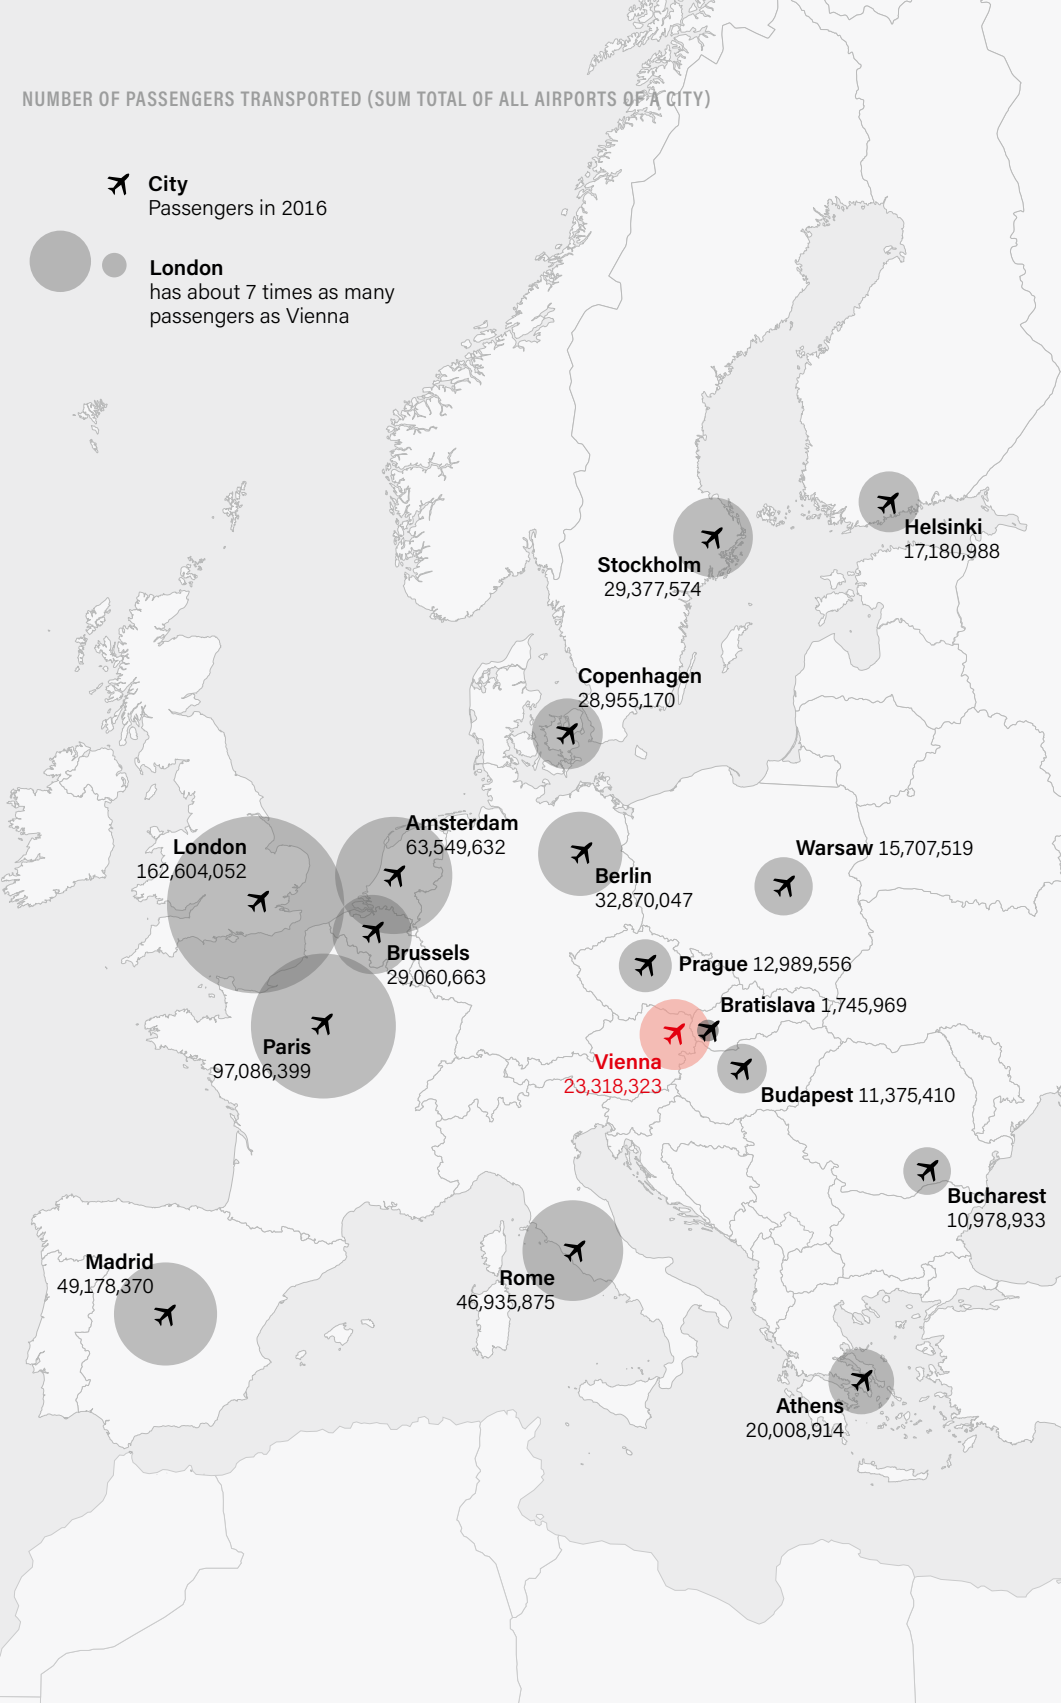 NUMBER OF PASSENGERS TRANSPORTED (SUM TOTAL OF ALL AIRPORTS OF A CITY)
City
Passengers in 2016
London
has about 7 times as many
passengers as Vienna
Helsinki
17,180,988
Stockholm
29,377,574
Copenhagen
28,955,170
Amsterdam
63,549,632
London
162,604,052
Warsaw 15,707,519
Berlin
32,870,047
Brussels
29,060,663
Prague 12,989,556
Bratislava 1,745,969
Paris
97,086,399
Vienna
23,318,323
Budapest 11,375,410
Bucharest
10,978,933
Madrid
49,178,370
Rome
46,935,875
Athens
20,008,914